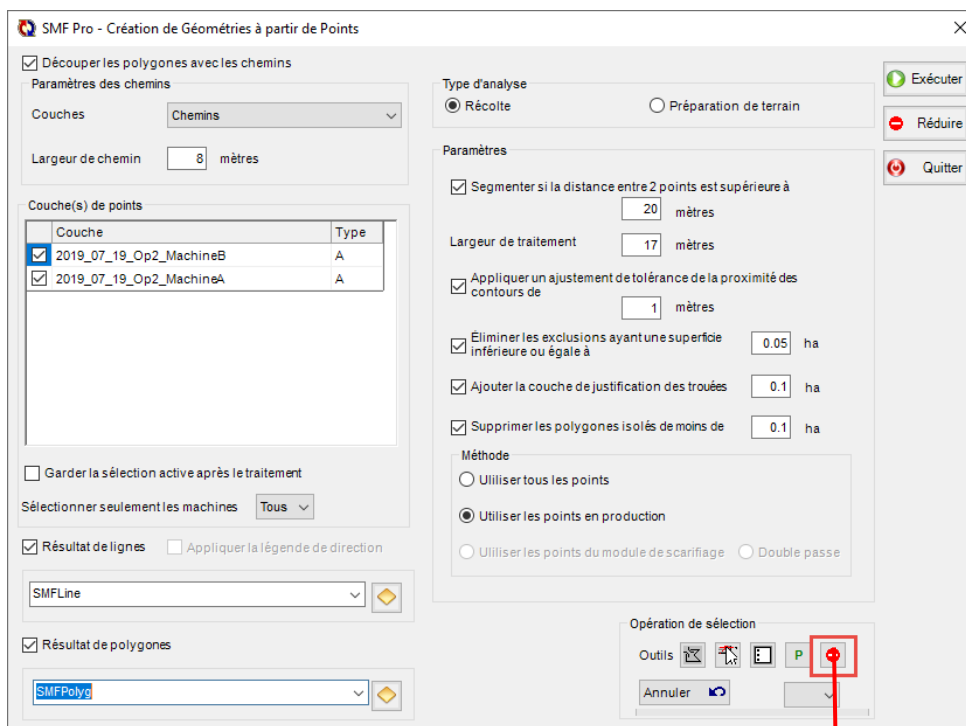 SMF Pro - Création de Géométries à partir de Points
Découper les polygones avec les chemins
Paramètres des chemins
Couches
Chemins
Largeur de chemin
8
mètres
Couche(s) de points
Couche
Type
2019_07_19_Op2_MachineB
A
2019_07_19_Op2_MachineA
A
Garder la sélection active après le traitement
Sélectionner seulement les machines
Tous
Résultat de lignes
Appliquer la légende de direction
SMFLine
Résultat de polygones
SMFPolyg
Type d'analyse
Récolte
Préparation de terrain
Paramètres
Segmenter si la distance entre 2 points est supérieure à
20
mètres
Largeur de traitement
17
mètres
Appliquer un ajustement de tolérance de la proximité des
contours de
1
mètres
Éliminer les exclusions ayant une superficie
inférieure ou égale à
0.05
ha
Ajouter la couche de justification des trouées
0.1
ha
Supprimer les polygones isolés de moins de
0.1
ha
Méthode
Uliliser tous les points
Utiliser les points en production
Utiliser les points du module de scarifiage
Double passe
Opération de sélection
Outils
P
Annuler
Exécuter
Réduire
Quitter